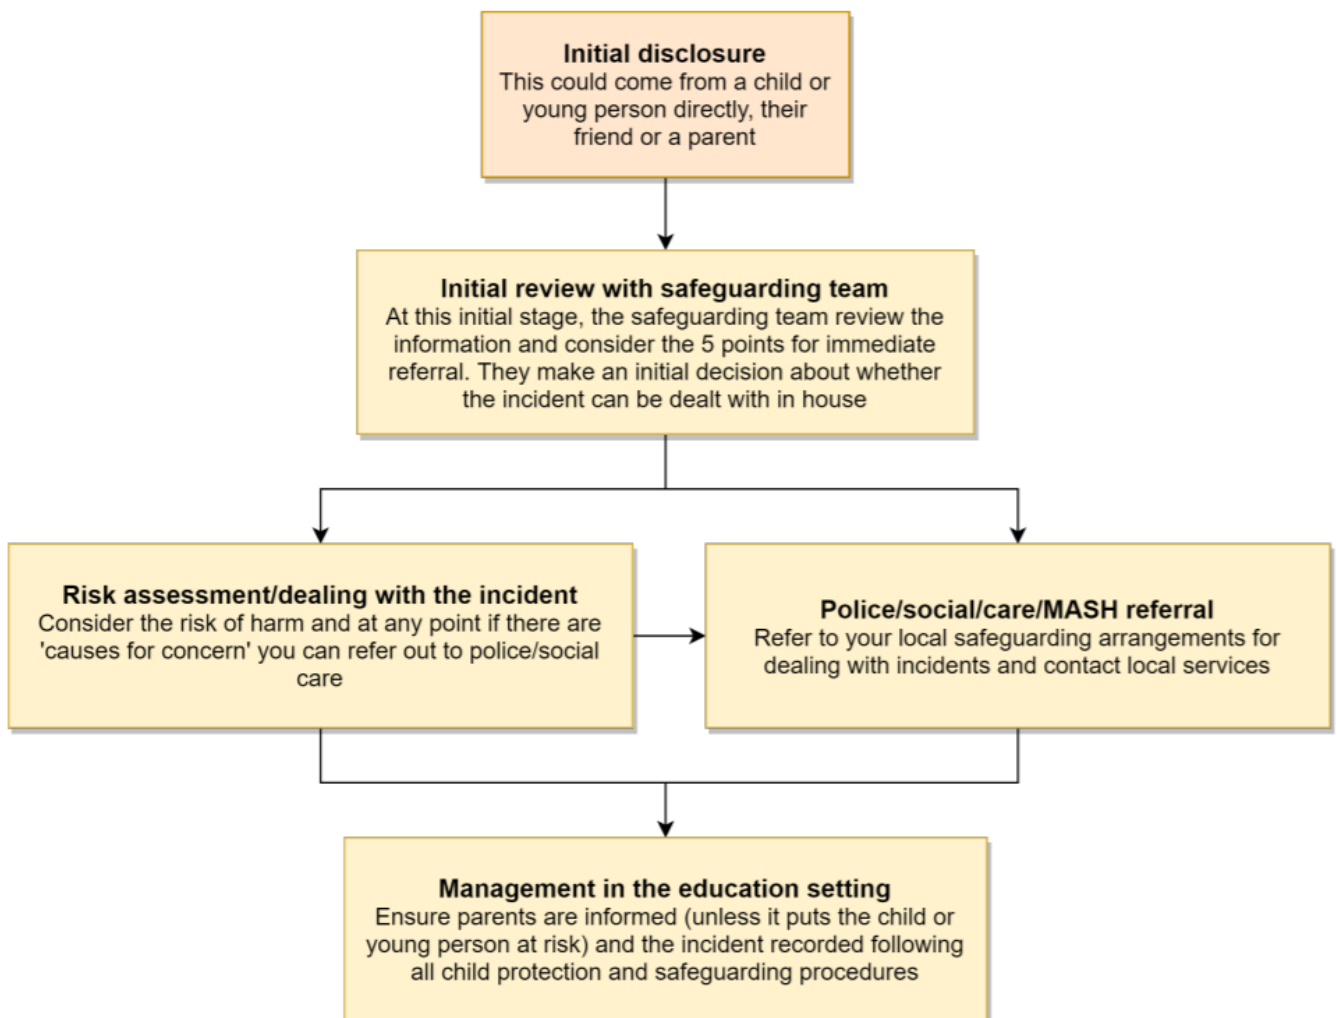 Initial disclosure
This could come from a child or
young person directly, their
friend or a parent
Initial review with safeguarding team
At this initial stage, the safeguarding team review the
information and consider the 5 points for immediate
referral. They make an initial decision about whether
the incident can be dealt with in house
Risk assessment/dealing with the incident
Consider the risk of harm and at any point if there are
'causes for concern' you can refer out to police/social
care
Police/social/care/MASH referral
Refer to your local safeguarding arrangements for
dealing with incidents and contact local services
Management in the education setting
Ensure parents are informed (unless it puts the child or
young person at risk) and the incident recorded following
all child protection and safeguarding procedures